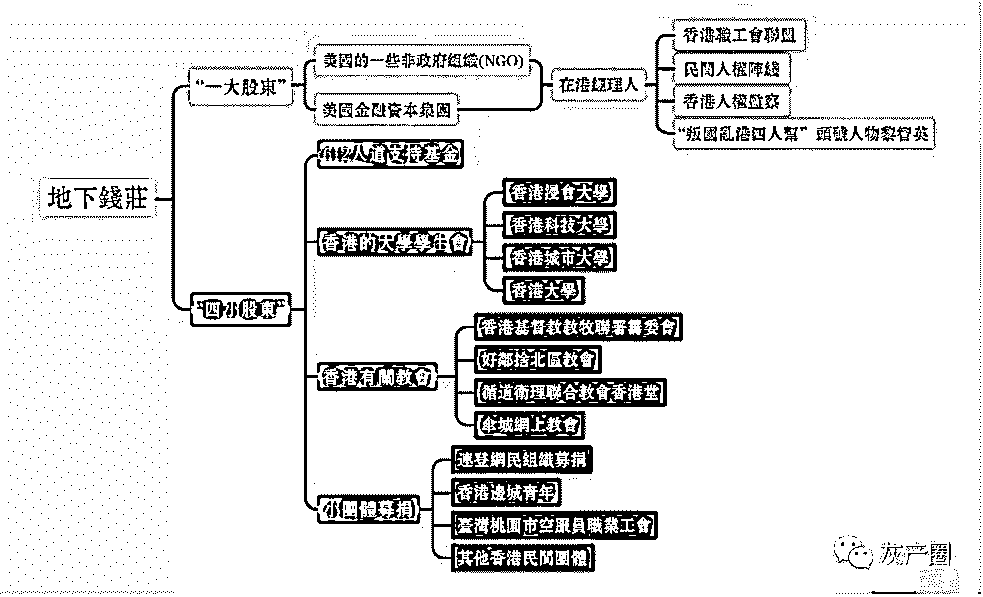 地下錢莊
“一大股東”
美國的一些非政府組織(NGO)
美國金融資本集團
在港經理人
香港職工會聯盟
民間人權陣綫
香港人權監察
“叛國亂港四人幫”頭號人物黎智英
“四小股東”
612人道支持基金
香港的大學學生會
香港浸會大學
香港科技大學
香港城市大學
香港大學
香港有關教會
香港基督教教牧聯署籌委會
好鄰捨北區教會
循道衛理聯合教會香港堂
傘城網上教會
小團體募捐
連登網民組織募捐
香港邊城青年
臺灣桃園市空服員職業工會
其他香港民間團體
灰产圈